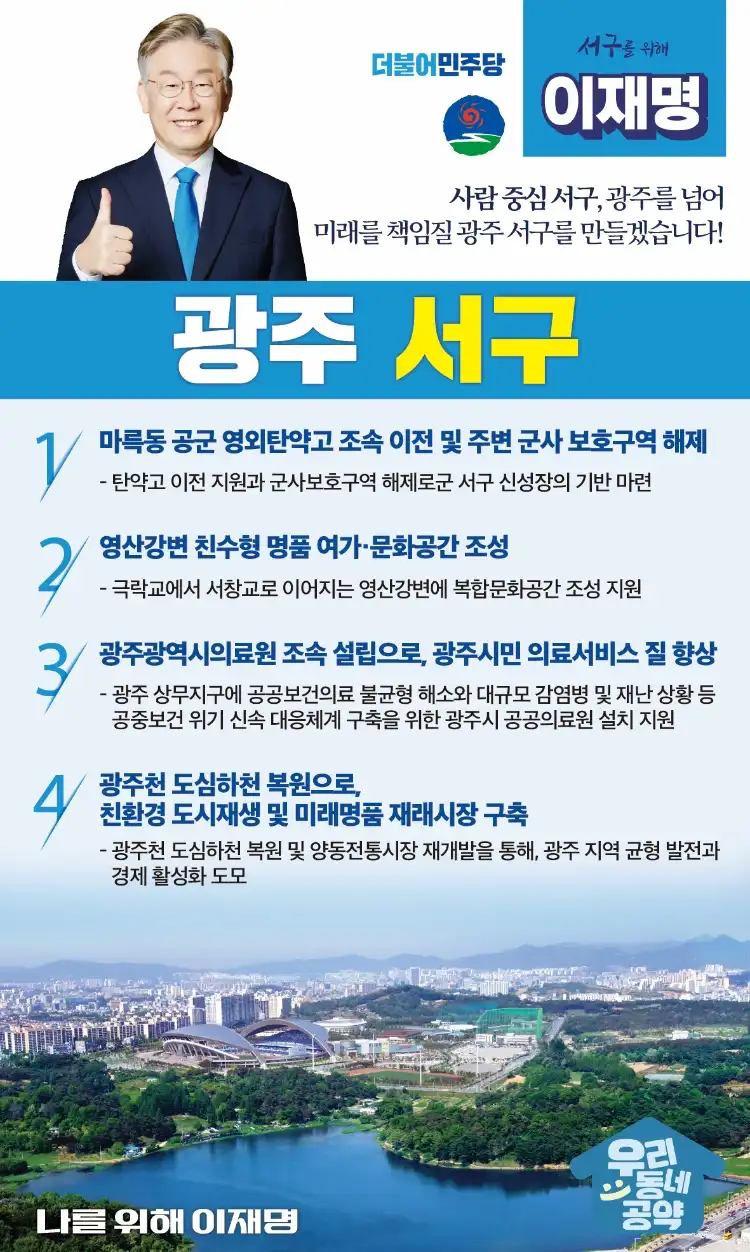 더불어민주당
서구를 위해
이재명
사람 중심 서구, 광주를 넘어
미래를 책임질 광주 서구를 만들겠습니다!
광주 서구
1 마륵동 공군 영외탄약고 조속 이전 및 주변 군사 보호구역 해제
- 탄약고 이전 지원과 군사보호구역 해제로군 서구 신성장의 기반 마련
2 영산강변 친수형 명품 여가·문화공간 조성
- 극락교에서 서창교로 이어지는 영산강변에 복합문화공간 조성 지원
3 광주광역시의료원 조속 설립으로, 광주시민 의료서비스 질 향상
- 광주 상무지구에 공공보건의료 불균형 해소와 대규모 감염병 및 재난 상황 등
공중보건 위기 신속 대응체계 구축을 위한 광주시 공공의료원 설치 지원
4 광주천 도심하천 복원으로,
친환경 도시재생 및 미래명품 재래시장 구축
- 광주천 도심하천 복원 및 양동전통시장 재개발을 통해, 광주 지역 균형 발전과
경제 활성화 도모
우리
동네
공약
나를 위해 이재명